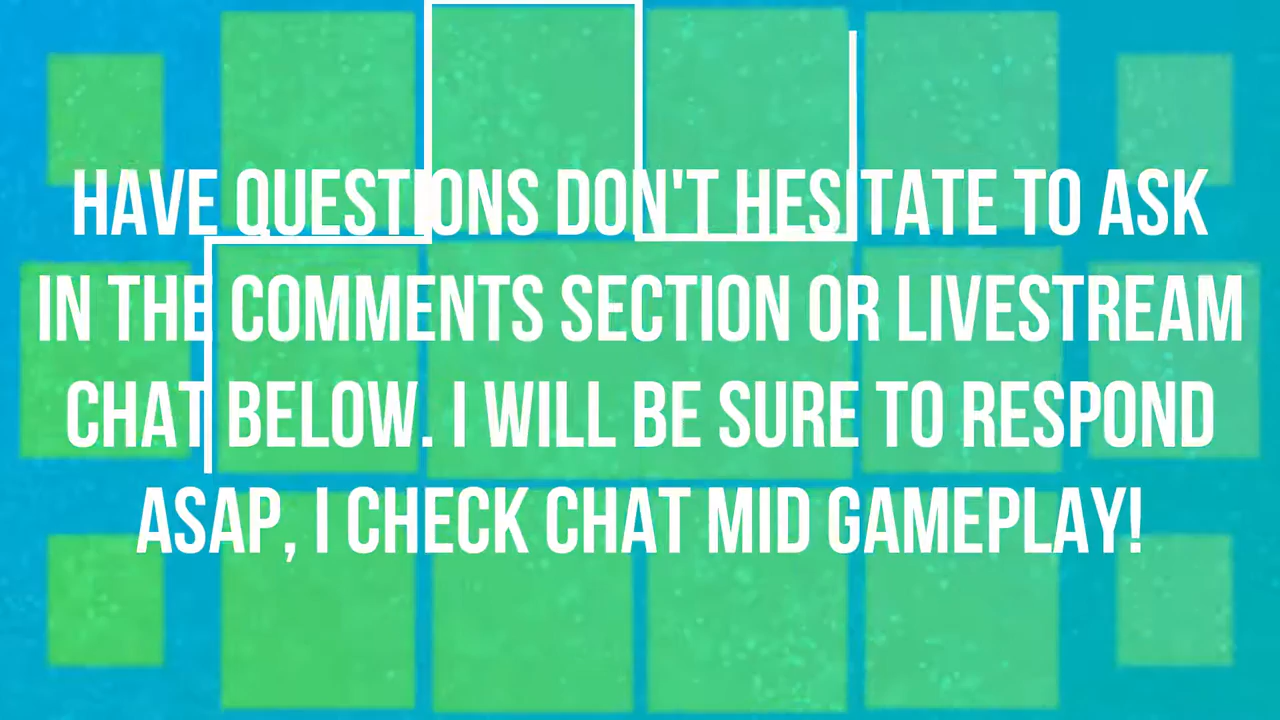 HAVE QUESTIONS DON'T HESITATE TO ASK
IN THE COMMENTS SECTION OR LIVESTREAM
CHAT BELOW. I WILL BE SURE TO RESPOND
ASAP, I CHECK CHAT MID GAMEPLAY!